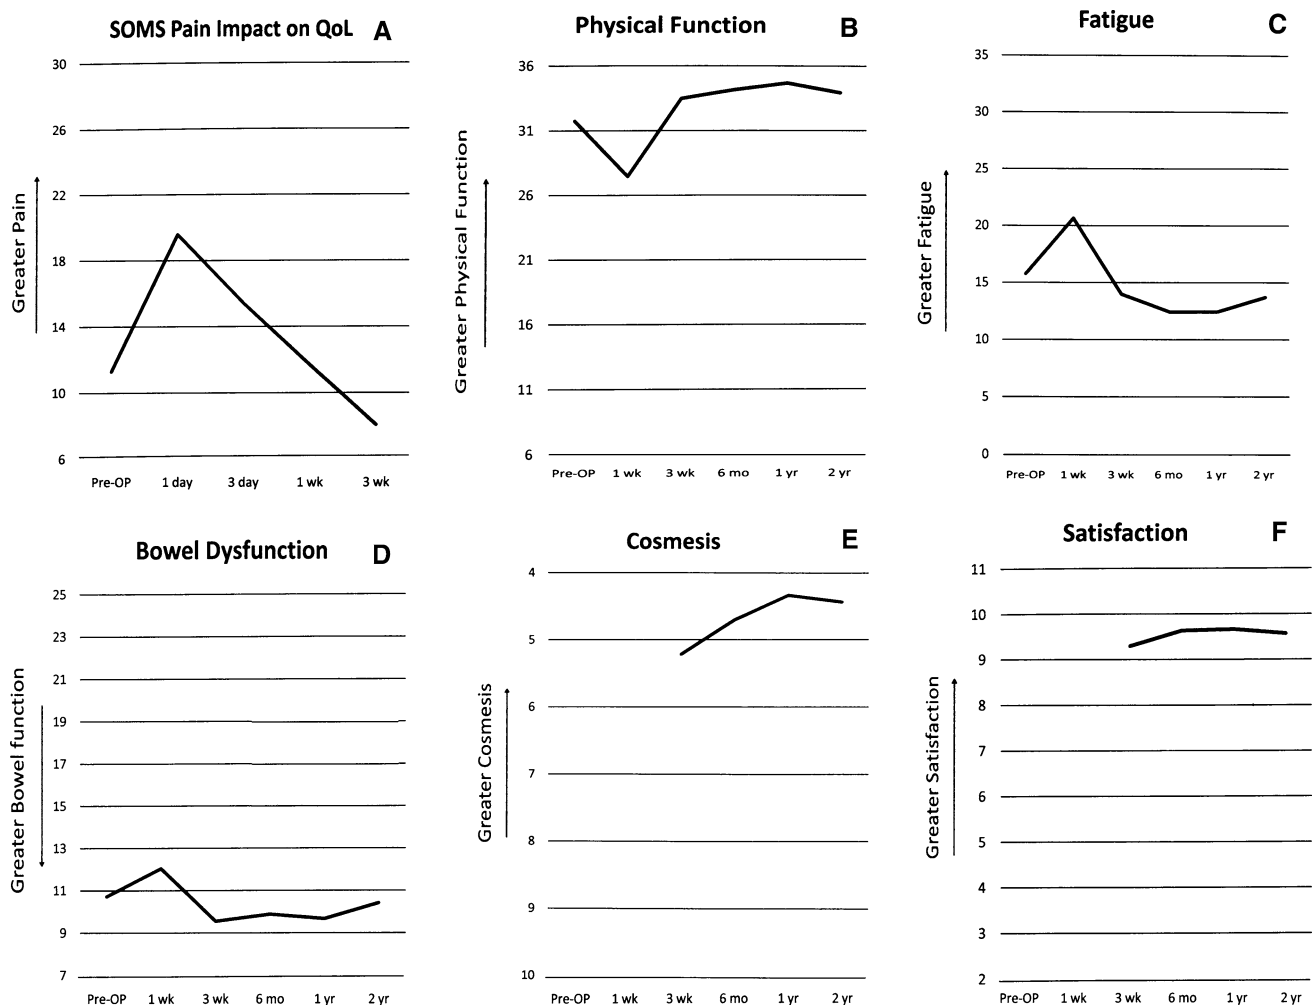 SOMS Pain Impact on QoL A
30
26
22
18
14
10
6
Greater Pain
Pre-OP 1 day 3 day 1 wk 3 wk
Physical Function B
36
31
26
21
16
11
6
Greater Physical Function
Pre-OP 1 wk 3 wk 6 mo 1 yr 2 yr
Fatigue C
35
30
25
20
15
10
5
0
Greater Fatigue
Pre-OP 1 wk 3 wk 6 mo 1 yr 2 yr
Bowel Dysfunction D
25
23
21
19
17
15
13
11
9
7
Greater Bowel function
Pre-OP 1 wk 3 wk 6 mo 1 yr 2 yr
Cosmesis E
4
5
6
7
8
9
10
Greater Cosmesis
Pre-OP 1 wk 3 wk 6 mo 1 yr 2 yr
Satisfaction F
11
10
9
8
7
6
5
4
3
2
Greater Satisfaction
Pre-OP 1 wk 3 wk 6 mo 1 yr 2 yr